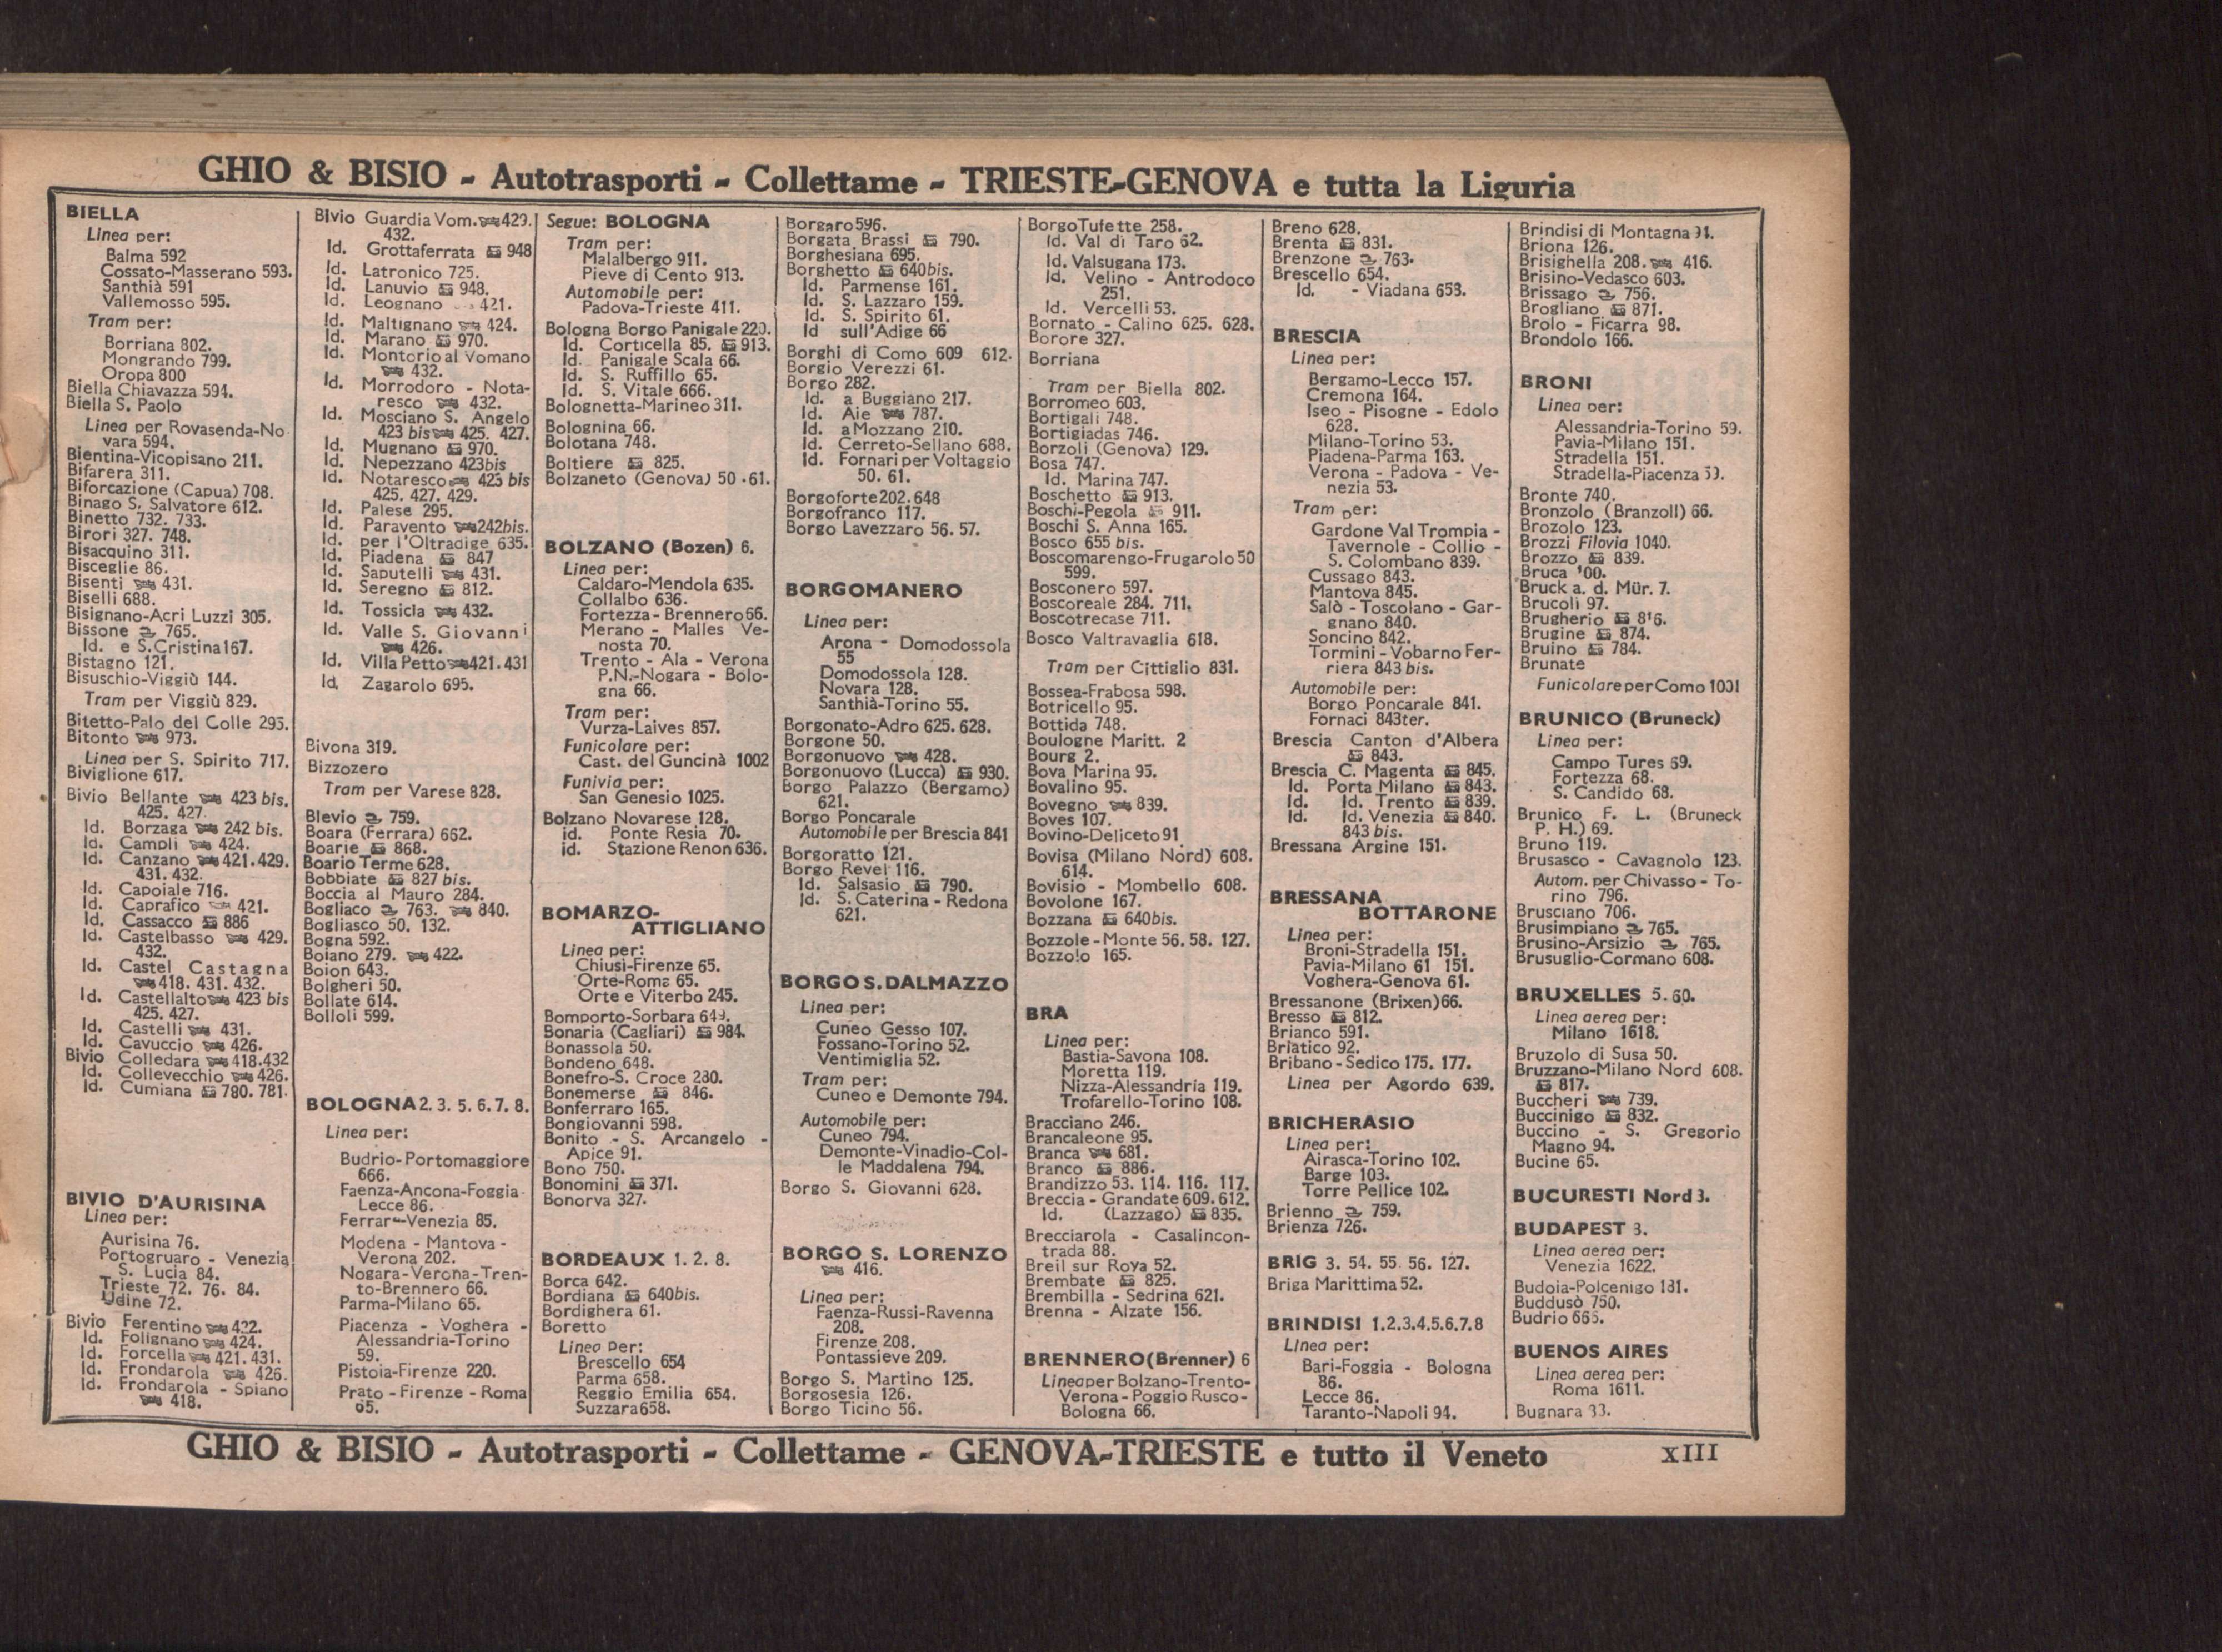 GHIO & BISIO - Autotrasporti - Collettame - TRIESTE-GENOVA e tutta la Liguria
BIELLA
Linea per:
Balma 592
Cossato-Masserano 593.
Santhià 591
Vallemosso 595.
Tram per:
Borriana 802.
Mongrando 799.
Oropa 800
Biella Chiavazza 594.
Biella S. Paolo
Linea per Rovasenda-No
vara 594.
Bientina-Vicopisano 211.
Bifarera 311.
Biforcazione (Capua) 708.
Binago S. Salvatore 612.
Binetto 732. 733.
Birori 327. 748.
Bisacquino 311.
Bisceglie 86.
Bisenti 431.
Biselli 688.
Bisignano-Acri Luzzi 305.
Bissone 765.
Id. e S.Cristina 167.
Bistagno 121.
Bisuschio-Viggiù 144.
Tram per Viggiù 829.
Bitetto-Palo del Colle 295.
Bitonto 973.
Linea per S. Spirito 717.
Biviglione 617.
Bivio Bellante 423 bis.
425. 427.
Id. Borzaga 242 bis.
Id. Campli 424.
Id. Canzano 421.429.
431. 432.
Id. Capoiale 716.
Id. Caprafico 421.
Id. Cassacco 886
Id. Castelbasso 429.
432.
Id. Castel Castagna
418. 431. 432.
Id. Castellalto 423 bis
425. 427.
Id. Castelli 431.
Id. Cavuccio 426.
Bivio Colledara 418.432
Id. Collevecchio 426.
Id. Cumiana 780. 781.
BIVIO D'AURISINA
Linea per:
Aurisina 76.
Portogruaro - Venezia
S. Lucia 84.
Trieste 72. 76. 84.
Udine 72.
Bivio Ferentino 422.
Id. Folignano 424.
Id. Forcella 421. 431.
Id. Frondarola 426.
Id. Frondarola - Spiano
418.
Bivio Guardia Vom. 429.
432.
Id. Grottaferrata 948
Id. Latronico 725.
Id. Lanuvio 948.
Id. Leognano 421.
Id. Maltignano 424.
Id. Marano 970.
Id. Montorio al Vomano
432.
Id. Morrodoro - Nota-
resco 432.
Id. Mosciano S. Angelo
423 bis 425. 427.
Id. Mugnano 970.
Id. Nepezzano 423bis
Id. Notaresco 423 bis
425. 427. 429.
Id. Palese 295.
Id. Paravento 242bis.
Id. per l'Oltradige 635.
Id. Piadena 847
Id. Saputelli 431.
Id. Seregno 812.
Id. Tossicia 432.
Id. Valle S. Giovanni
426.
Id. Villa Petto 421.431
Id. Zagarolo 695.
Bivona 319.
Bizzozero
Tram per Varese 828.
Blevio 759.
Boara (Ferrara) 662.
Boarie 868.
Boario Terme 628.
Bobbiate 827 bis.
Boccia al Mauro 284.
Bogliaco 763. 840.
Bogliasco 50. 132.
Bogna 592.
Boiano 279. 422.
Boion 643.
Bolgheri 50.
Bollate 614.
Bolloli 599.
BOLOGNA 2. 3. 5. 6. 7. 8.
Linea per:
Budrio-Portomaggiore
666.
Faenza-Ancona-Foggia-
Lecce 86.
Ferrara-Venezia 85.
Modena - Mantova -
Verona 202.
Nogara-Verona-Tren-
to-Brennero 66.
Parma-Milano 65.
Piacenza - Voghera -
Alessandria-Torino
59.
Pistoia-Firenze 220.
Prato - Firenze - Roma
65.
Segue: BOLOGNA
Tram per:
Malalbergo 911.
Pieve di Cento 913.
Automobile per:
Padova-Trieste 411.
Bologna Borgo Panigale 220.
Id. Corticella 85. 913.
Id. Panigale Scala 66.
Id. S. Ruffillo 65.
Id. S. Vitale 666.
Bolognetta-Marineo 311.
Bolognina 66.
Bolotana 748.
Boltiere 825.
Bolzaneto (Genova) 50.61.
BOLZANO (Bozen) 6.
Linea per:
Caldaro-Mendola 635.
Collalbo 636.
Fortezza - Brennero 66.
Merano - Malles Ve-
nosta 70.
Trento - Ala - Verona
P.N.-Nogara - Bolo-
gna 66.
Tram per:
Vurza-Laives 857.
Funicolare per:
Cast. del Guncinà 1002
Funivia per:
San Genesio 1025.
Bolzano Novarese 128.
id. Ponte Resia 70.
id. Stazione Renon 636.
BOMARZO-
ATTIGLIANO
Linea per:
Chiusi-Firenze 65.
Orte-Roma 65.
Orte e Viterbo 245.
Bomporto-Sorbara 649.
Bonaria (Cagliari) 984.
Bonassola 50.
Bondeno 648.
Bonefro-S. Croce 280.
Bonemerse 846.
Bonferraro 165.
Bongiovanni 598.
Bonito - S. Arcangelo -
Apice 91.
Bono 750.
Bonomini 371.
Bonorva 327.
BORDEAUX 1. 2. 8.
Borca 642.
Bordiana 640bis.
Bordighera 61.
Boretto
Linea per:
Brescello 654
Parma 658.
Reggio Emilia 654.
Suzzara 658.
Borgaro 596.
Borgata Brassi 790.
Borghesiana 695.
Borghetto 640bis.
Id. Parmense 161.
Id. S. Lazzaro 159.
Id. S. Spirito 61.
Id sull'Adige 66
Borghi di Como 609 612.
Borgio Verezzi 61.
Borgo 282.
Id. a Buggiano 217.
Id. Aie 787.
Id. a Mozzano 210.
Id. Cerreto-Sellano 688.
Id. Fornari per Voltaggio
50. 61.
Borgoforte 202.648
Borgofranco 117.
Borgo Lavezzaro 56. 57.
BORGOMANERO
Linea per:
Arona - Domodossola
55
Domodossola 128.
Novara 128.
Santhià-Torino 55.
Borgonato-Adro 625. 628.
Borgone 50.
Borgonuovo 428.
Borgonuovo (Lucca) 930.
Borgo Palazzo (Bergamo)
621.
Borgo Poncarale
Automobile per Brescia 841
Borgoratto 121.
Borgo Revel 116.
Id. Salsasio 790.
Id. S. Caterina - Redona
621.
BORGO S. DALMAZZO
Linea per:
Cuneo Gesso 107.
Fossano-Torino 52.
Ventimiglia 52.
Tram per:
Cuneo e Demonte 794.
Automobile per:
Cuneo 794.
Demonte-Vinadio-Col-
le Maddalena 794.
Borgo S. Giovanni 628.
BORGO S. LORENZO
416.
Linea per:
Faenza-Russi-Ravenna
208.
Firenze 208.
Pontassieve 209.
Borgo S. Martino 125.
Borgosesia 126.
Borgo Ticino 56.
Borgo Tufette 258.
Id. Val di Taro 62.
Id. Valsugana 173.
Id. Velino - Antrodoco
251.
Id. Vercelli 53.
Bornato - Calino 625. 628.
Borore 327.
Borriana
Tram per Biella 802.
Borromeo 603.
Bortigali 748.
Bortigiadas 746.
Borzoli (Genova) 129.
Bosa 747.
Id. Marina 747.
Boschetto 913.
Boschi-Pegola 911.
Boschi S. Anna 165.
Bosco 655 bis.
Boscomarengo-Frugarolo 50
599.
Bosconero 597.
Boscoreale 284. 711.
Boscotrecase 711.
Bosco Valtravaglia 618.
Tram per Cittiglio 831.
Bossea-Frabosa 598.
Botricello 95.
Bottida 748.
Boulogne Maritt. 2
Bourg 2.
Bova Marina 95.
Bovalino 95.
Bovegno 839.
Boves 107.
Bovino-Deliceto 91
Bovisa (Milano Nord) 608.
614.
Bovisio - Mombello 608.
Bovolone 167.
Bozzana 640bis.
Bozzole - Monte 56. 58. 127.
Bozzolo 165.
BRA
Linea per:
Bastia-Savona 108.
Moretta 119.
Nizza-Alessandria 119.
Trofarello-Torino 108.
Bracciano 246.
Brancaleone 95.
Branca 681.
Branco 886.
Brandizzo 53. 114. 116. 117.
Breccia - Grandate 609. 612.
Id. (Lazzago) 835.
Brecciarola - Casalincon-
trada 88.
Breil sur Roya 52.
Brembate 825.
Brembilla - Sedrina 621.
Brenna - Alzate 156.
BRENNERO (Brenner) 6
Linea per Bolzano-Trento-
Verona - Poggio Rusco-
Bologna 66.
Breno 628.
Brenta 831.
Brenzone 763.
Brescello 654.
Id. - Viadana 653.
BRESCIA
Linea per:
Bergamo-Lecco 157.
Cremona 164.
Iseo - Pisogne - Edolo
628.
Milano-Torino 53.
Piadena-Parma 163.
Verona - Padova - Ve-
nezia 53.
Tram per:
Gardone Val Trompia -
Tavernole - Collio -
S. Colombano 839.
Cussago 843.
Mantova 845.
Salò - Toscolano - Gar-
gnano 840.
Soncino 842.
Tormini - Vobarno Fer-
riera 843 bis.
Automobile per:
Borgo Poncarale 841.
Fornaci 843ter.
Brescia Canton d'Albera
843.
Brescia C. Magenta 845.
Id. Porta Milano 843.
Id. Id. Trento 839.
Id. Id. Venezia 840.
843 bis.
Bressana Argine 151.
BRESSANA
BOTTARONE
Linea per:
Broni-Stradella 151.
Pavia-Milano 61 151.
Voghera-Genova 61.
Bressanone (Brixen) 66.
Bresso 812.
Brianco 591.
Briatico 92.
Bribano - Sedico 175. 177.
Linea per Agordo 639.
BRICHERASIO
Linea per:
Airasca-Torino 102.
Barge 103.
Torre Pellice 102.
Brienno 759.
Brienza 726.
BRIG 3. 54. 55. 56. 127.
Briga Marittima 52.
BRINDISI 1.2.3.4.5.6.7.8
Linea per:
Bari-Foggia - Bologna
86.
Lecce 86.
Taranto-Napoli 94.
Brindisi di Montagna 91.
Briona 126.
Brisighella 208. 416.
Brisino-Vedasco 603.
Brissago 756.
Brogliano 871.
Brolo - Ficarra 98.
Brondolo 166.
BRONI
Linea per:
Alessandria-Torino 59.
Pavia-Milano 151.
Stradella 151.
Stradella-Piacenza 59.
Bronte 740.
Bronzolo (Branzoll) 66.
Brozolo 123.
Brozzi Filovia 1040.
Brozzo 839.
Bruca '00.
Bruck a. d. Mür. 7.
Brucoli 97.
Brugherio 816.
Brugine 874.
Bruino 784.
Brunate
Funicolare per Como 1001
BRUNICO (Bruneck)
Linea per:
Campo Tures 69.
Fortezza 68.
S. Candido 68.
Brunico F. L. (Bruneck
P. H.) 69.
Bruno 119.
Brusasco - Cavagnolo 123.
Autom. per Chivasso - To-
rino 796.
Brusciano 706.
Brusimpiano 765.
Brusino-Arsizio 765.
Brusuglio-Cormano 608.
BRUXELLES 5. 60.
Linea aerea per:
Milano 1618.
Bruzolo di Susa 50.
Bruzzano-Milano Nord 608.
817.
Buccheri 739.
Buccinigo 832.
Buccino - S. Gregorio
Magno 94.
Bucine 65.
BUCURESTI Nord 3.
BUDAPEST 3.
Linea aerea per:
Venezia 1622.
Budoia-Polcenigo 181.
Buddusò 750.
Budrio 666.
BUENOS AIRES
Linea aerea per:
Roma 1611.
Bugnara 33.
GHIO & BISIO - Autotrasporti - Collettame - GENOVA-TRIESTE e tutto il Veneto
XIII